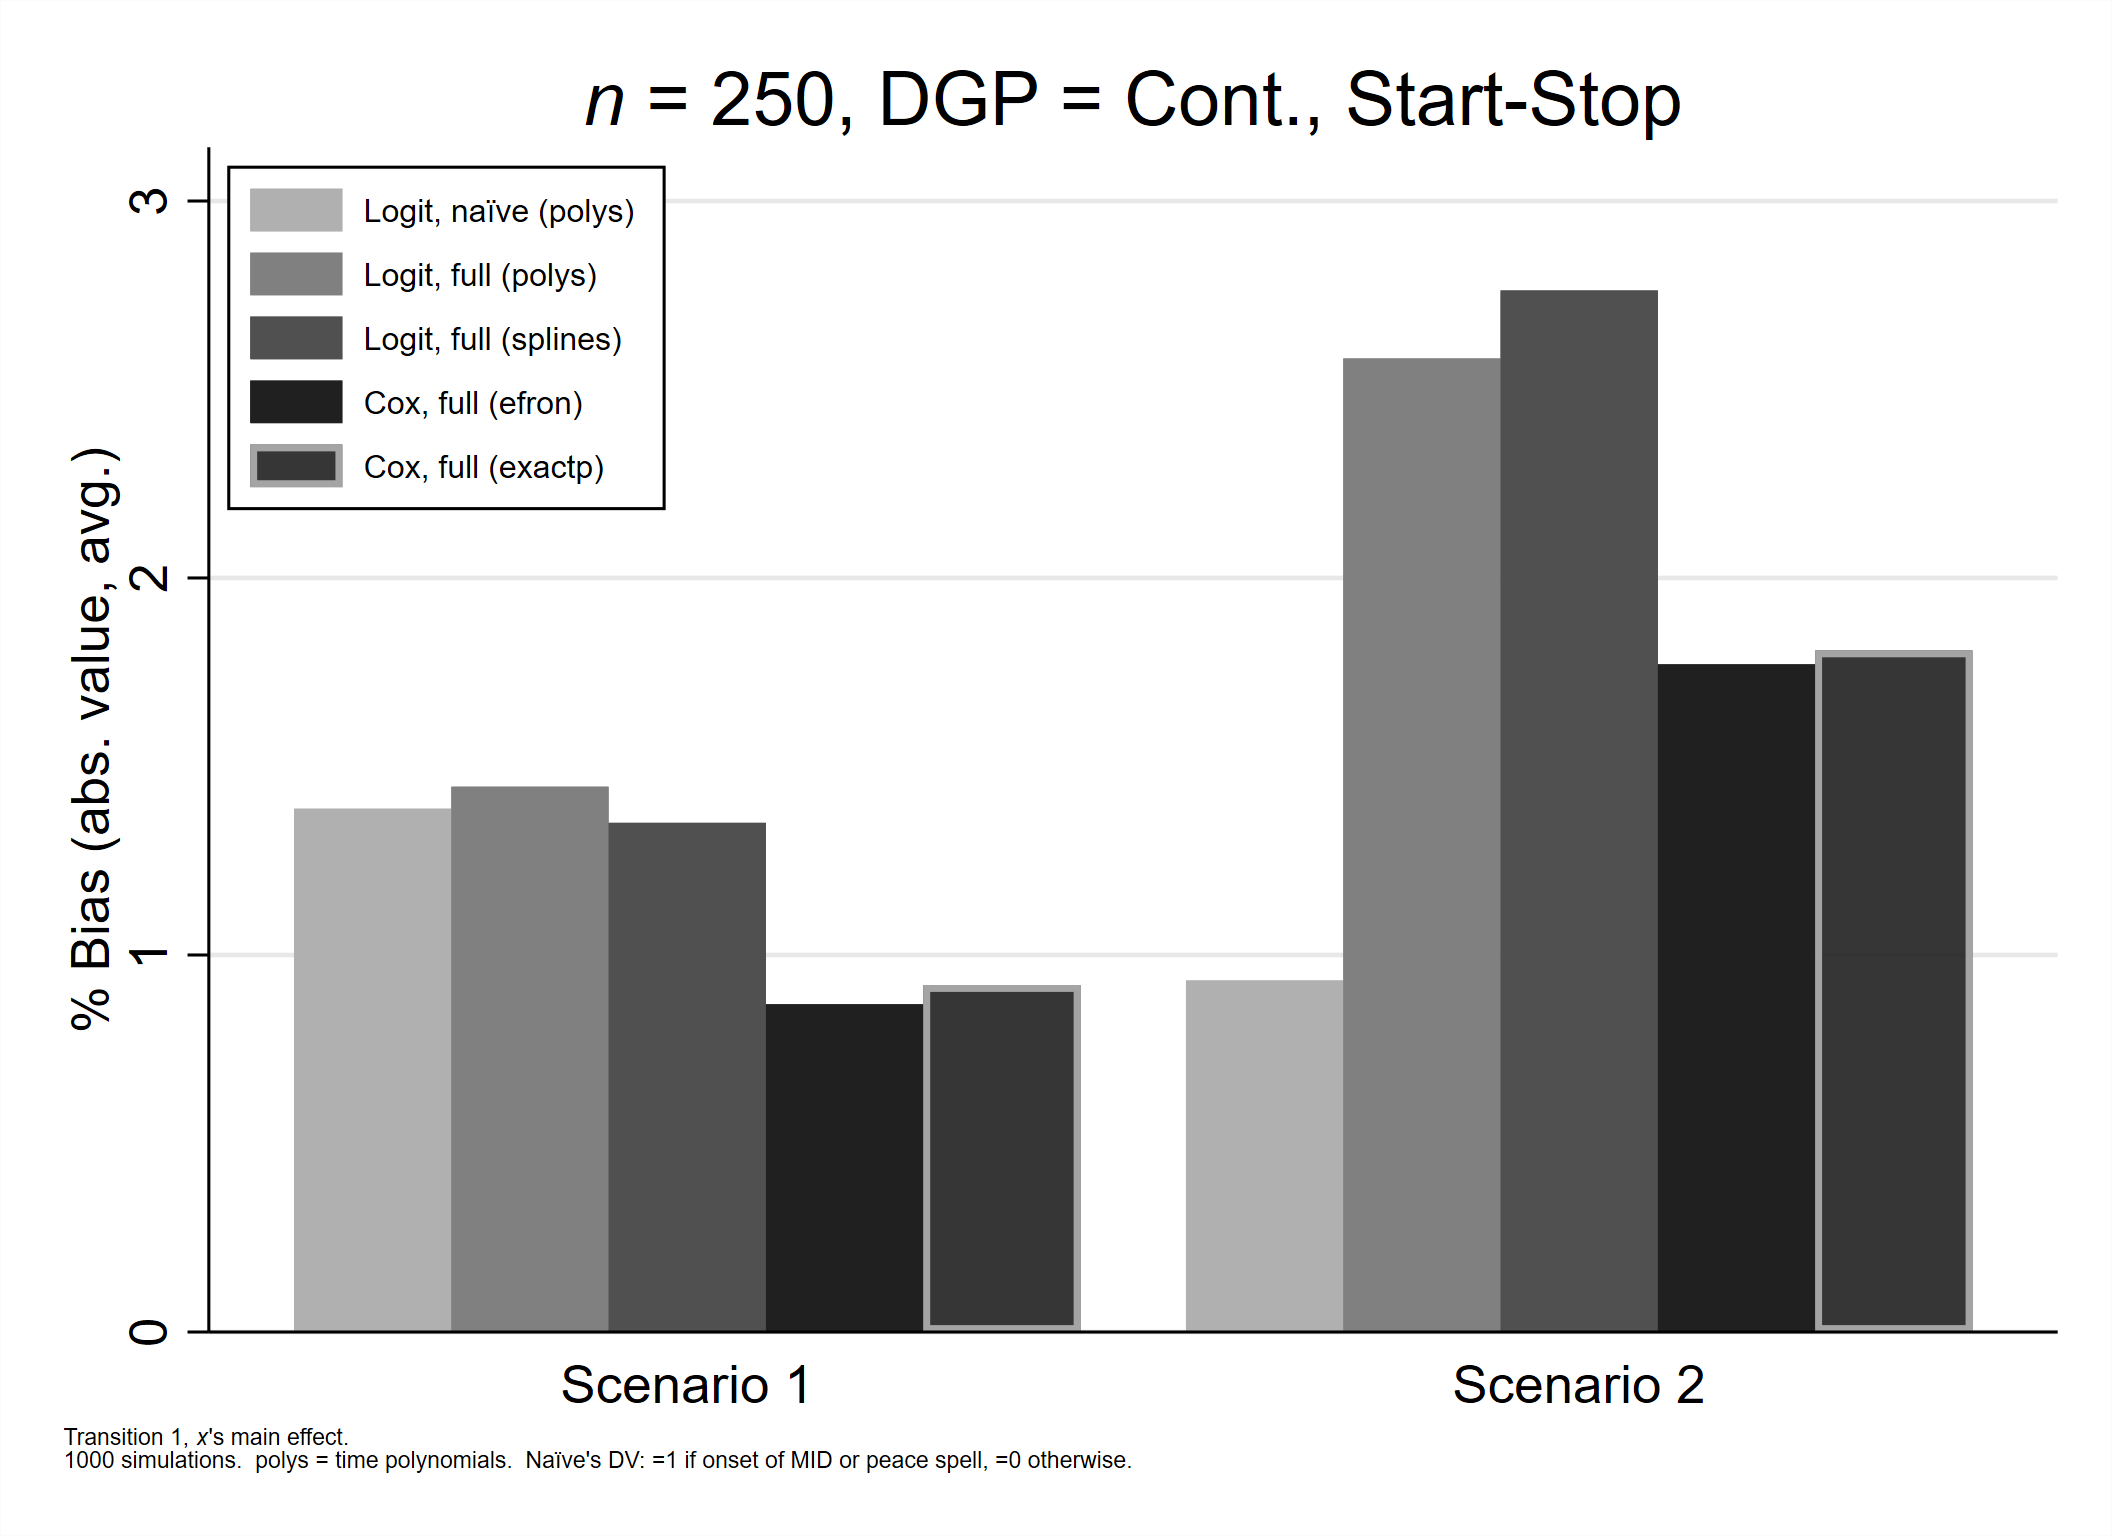 n = 250, DGP = Cont., Start-Stop
% Bias (abs. value, avg.)
3
2
1
0
Logit, naïve (polys)
Logit, full (polys)
Logit, full (splines)
Cox, full (efron)
Cox, full (exactp)
Scenario 1
Scenario 2
Transition 1, x's main effect.
1000 simulations.  polys = time polynomials.  Naïve's DV: =1 if onset of MID or peace spell, =0 otherwise.